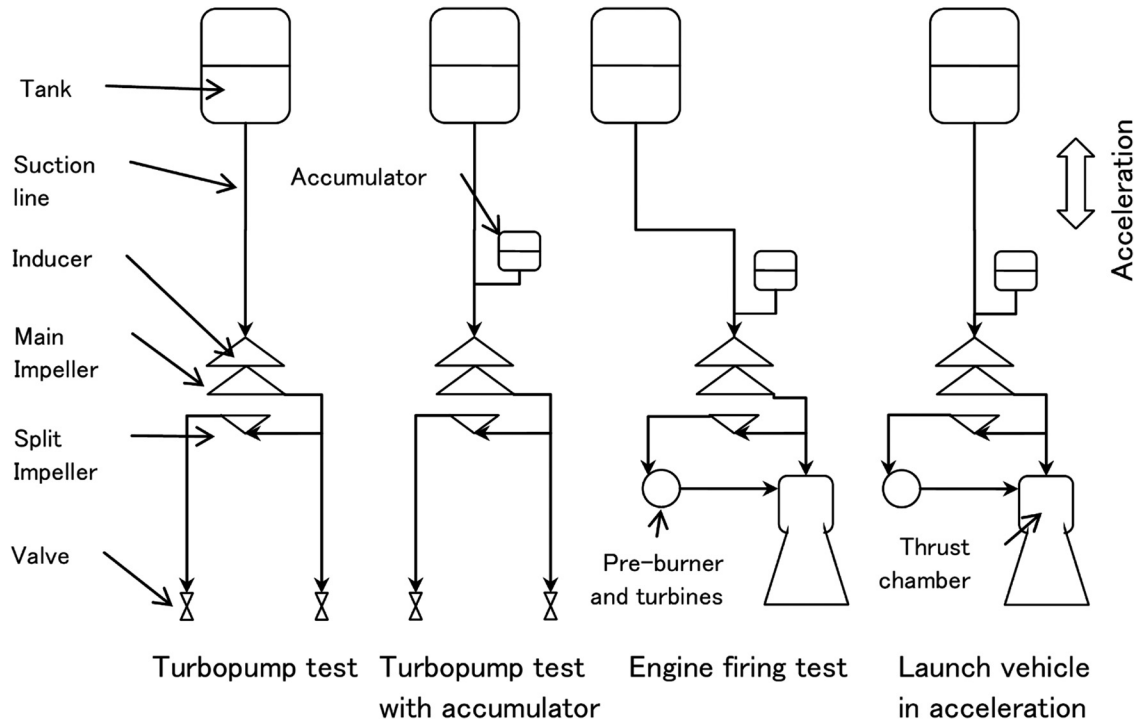 Tank
Suction
line
Inducer
Main
Impeller
Split
Impeller
Valve
Accumulator
Acceleration
Pre-burner
and turbines
Thrust
chamber
Turbopump test
Turbopump test
with accumulator
Engine firing test
Launch vehicle
in acceleration